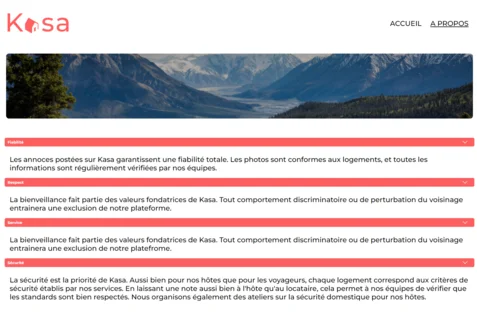 Kasa
ACCUEIL A PROPOS
Fiabilité
Les annoces postées sur Kasa garantissent une fiabilité totale. Les photos sont conformes aux logements, et toutes les
informations sont régulièrement vérifiées par nos équipes.
Respect
La bienveillance fait partie des valeurs fondatrices de Kasa. Tout comportement discriminatoire ou de perturbation du voisinage
entrainera une exclusion de notre plateforme.
Service
La bienveillance fait partie des valeurs fondatrices de Kasa. Tout comportement discriminatoire ou de perturbation du voisinage
entrainera une exclusion de notre platefrome.
Sécurité
La sécurité est la priorité de Kasa. Aussi bien pour nos hôtes que pour les voyageurs, chaque logement correspond aux critères de
sécurité établis par nos services. En laissant une note aussi bien à l'hôte qu'au locataire, cela permet à nos équipes de vérifier que
les standards sont bien respectés. Nous organisons également des ateliers sur la sécurité domestique pour nos hôtes.